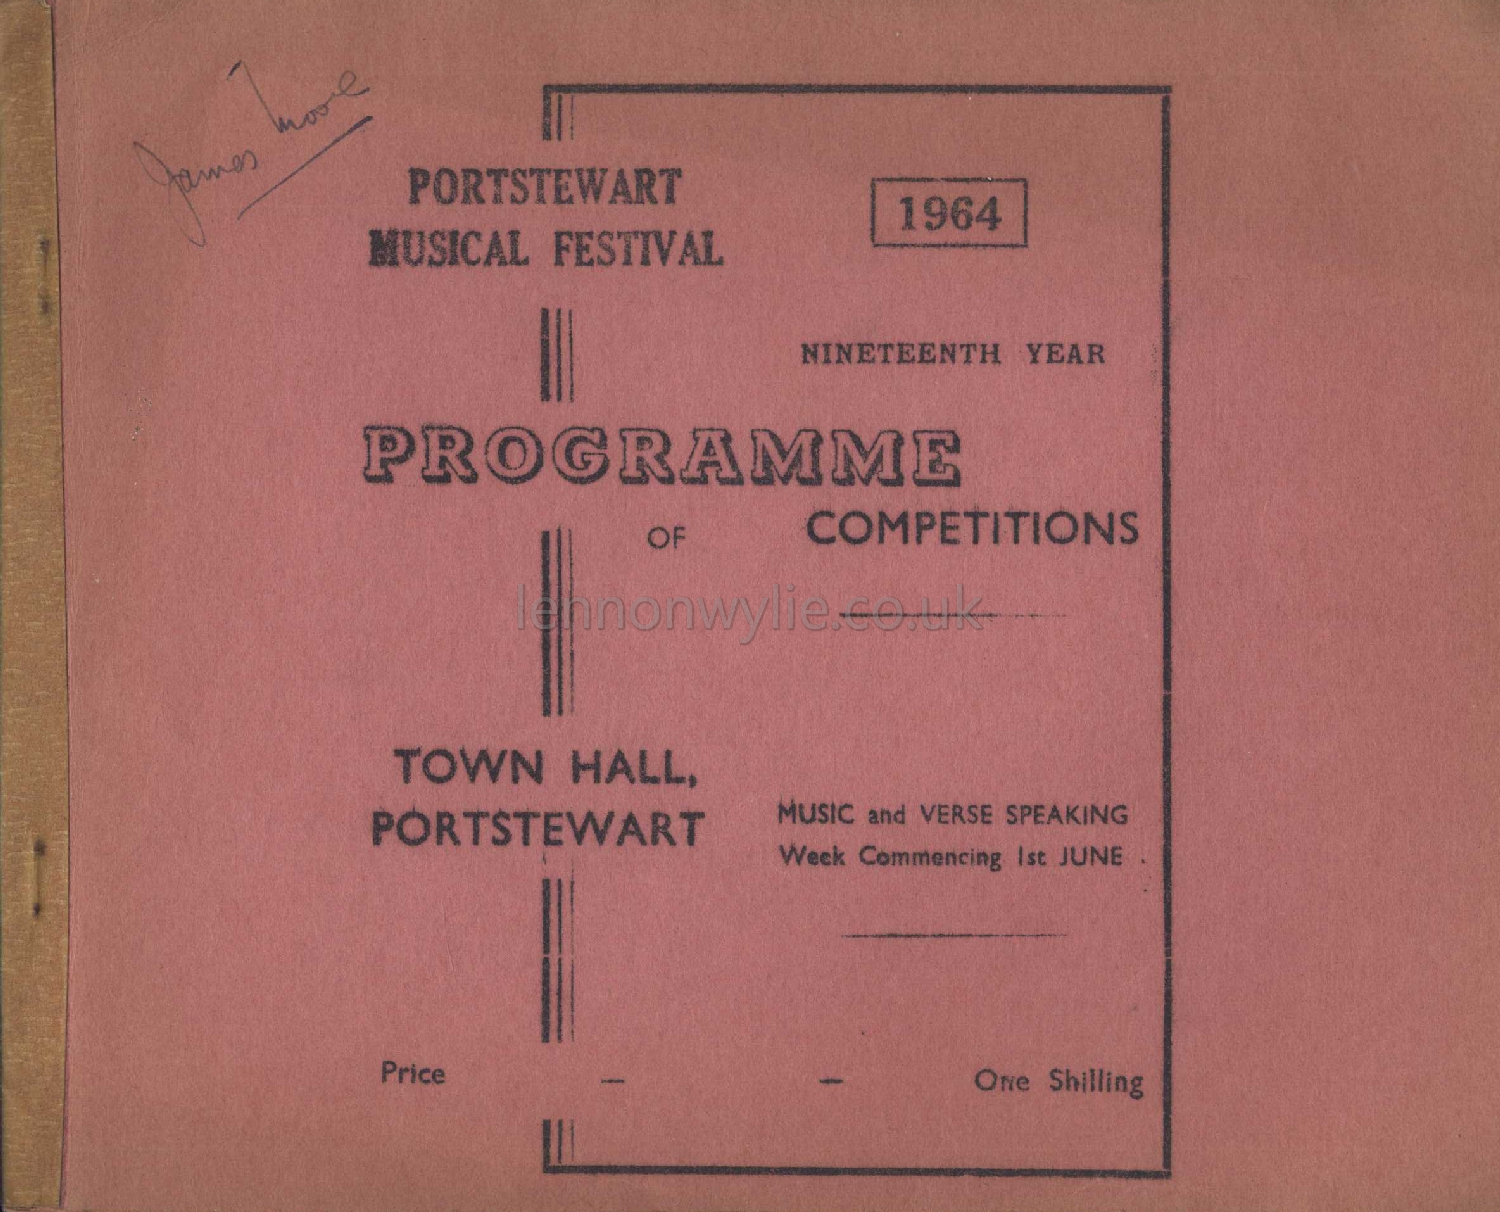 James Moore
PORTSTEWART
MUSICAL FESTIVAL
1964
NINETEENTH YEAR
PROGRAMME
OF COMPETITIONS
lennonwylie.co.uk
TOWN HALL,
PORTSTEWART
MUSIC and VERSE SPEAKING
Week Commencing 1st JUNE
Price – – One Shilling